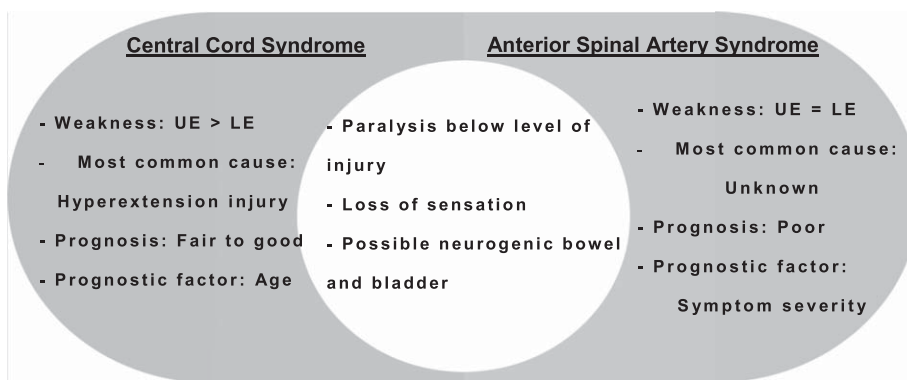 Central Cord Syndrome
- Weakness: UE > LE
- Most common cause:
Hyperextension injury
- Prognosis: Fair to good
- Prognostic factor: Age
- Paralysis below level of
injury
- Loss of sensation
- Possible neurogenic bowel
and bladder
Anterior Spinal Artery Syndrome
- Weakness: UE = LE
- Most common cause:
Unknown
- Prognosis: Poor
- Prognostic factor:
Symptom severity